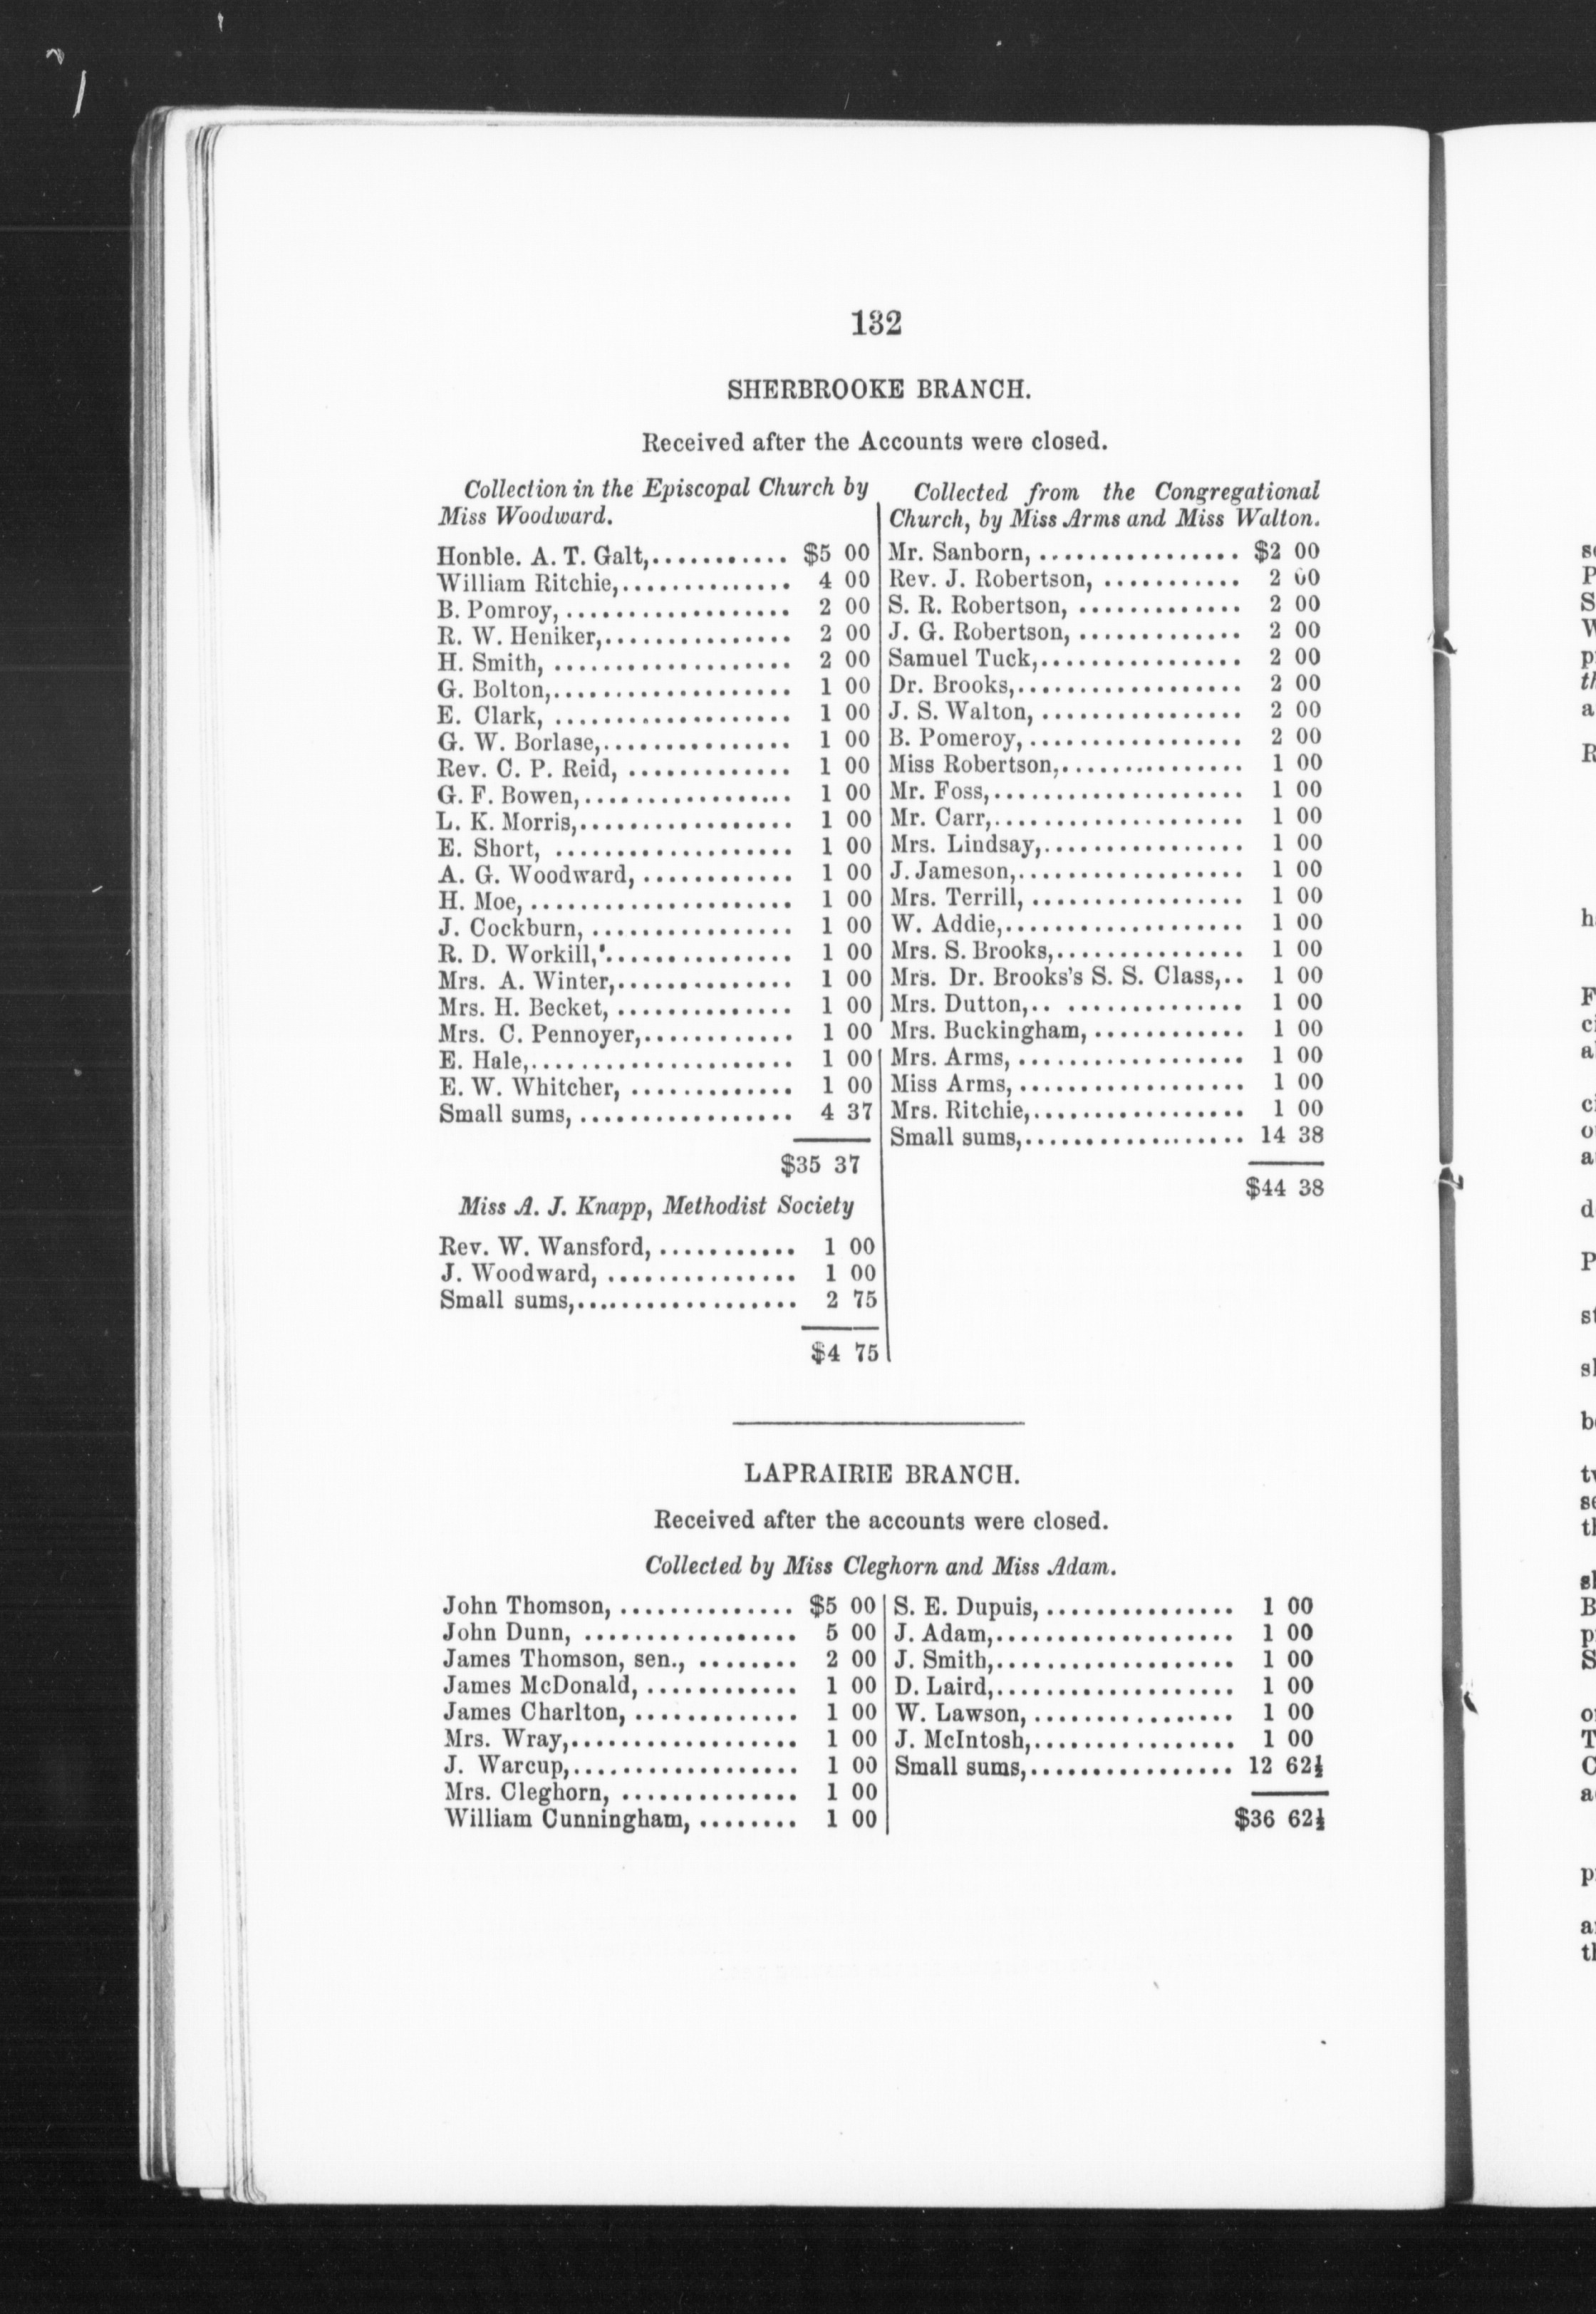 132
SHERBROOKE BRANCH.
Received after the Accounts were closed.
Collection in the Episcopal Church by
Miss Woodward.
Honble. A. T. Galt,........... $5 00
William Ritchie,.............. 4 00
B. Pomroy,.................. 2 00
R. W. Heniker,............... 2 00
H. Smith, ................... 2 00
G. Bolton,................... 1 00
E. Clark, ................... 1 00
G. W. Borlase,............... 1 00
Rev. C. P. Reid, ............. 1 00
G. F. Bowen,................. 1 00
L. K. Morris,................. 1 00
E. Short, ................... 1 00
A. G. Woodward, ............ 1 00
H. Moe, ..................... 1 00
J. Cockburn, ................ 1 00
R. D. Workill,'............... 1 00
Mrs. A. Winter,.............. 1 00
Mrs. H. Becket, .............. 1 00
Mrs. C. Pennoyer,............ 1 00
E. Hale,..................... 1 00
E. W. Whitcher, ............. 1 00
Small sums, ................. 4 37
$35 37
Miss A. J. Knapp, Methodist Society
Rev. W. Wansford, ........... 1 00
J. Woodward, ............... 1 00
Small sums,.................. 2 75
$4 75
Collected from the Congregational
Church, by Miss Arms and Miss Walton.
Mr. Sanborn, ................ $2 00
Rev. J. Robertson, ........... 2 00
S. R. Robertson, ............. 2 00
J. G. Robertson, ............. 2 00
Samuel Tuck,................ 2 00
Dr. Brooks,.................. 2 00
J. S. Walton, ................ 2 00
B. Pomeroy, ................. 2 00
Miss Robertson,............... 1 00
Mr. Foss,.................... 1 00
Mr. Carr,.................... 1 00
Mrs. Lindsay,................ 1 00
J. Jameson,.................. 1 00
Mrs. Terrill, ................. 1 00
W. Addie,................... 1 00
Mrs. S. Brooks,............... 1 00
Mrs. Dr. Brooks's S. S. Class,.. 1 00
Mrs. Dutton,.. .............. 1 00
Mrs. Buckingham, ............ 1 00
Mrs. Arms, .................. 1 00
Miss Arms, .................. 1 00
Mrs. Ritchie,................. 1 00
Small sums,.................. 14 38
$44 38
LAPRAIRIE BRANCH.
Received after the accounts were closed.
Collected by Miss Cleghorn and Miss Adam.
John Thomson, .............. $5 00
John Dunn, ................. 5 00
James Thomson, sen., ........ 2 00
James McDonald, ............ 1 00
James Charlton, ............. 1 00
Mrs. Wray,.................. 1 00
J. Warcup,.................. 1 00
Mrs. Cleghorn, .............. 1 00
William Cunningham, ........ 1 00
S. E. Dupuis, ............... 1 00
J. Adam,................... 1 00
J. Smith,................... 1 00
D. Laird,................... 1 00
W. Lawson, ................ 1 00
J. McIntosh,................ 1 00
Small sums,................ 12 62½
$36 62½